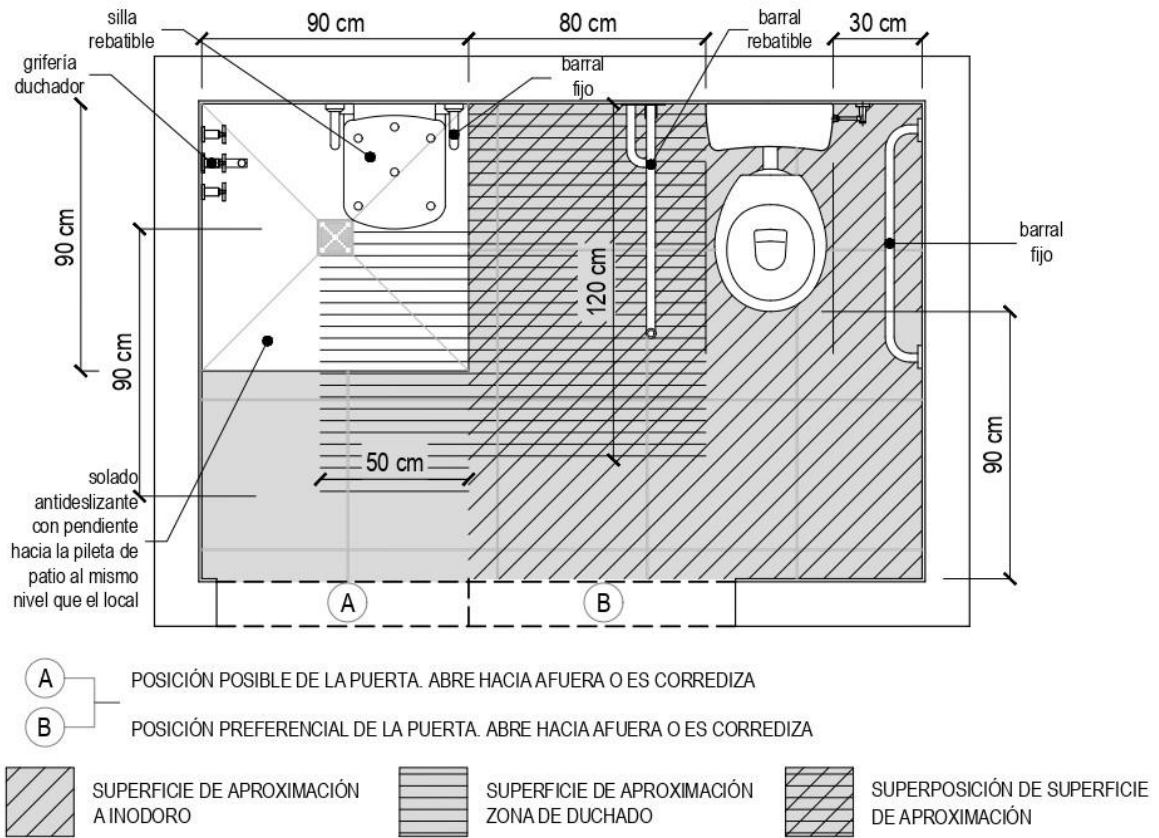 silla
rebatible
90 cm
80 cm
barral
rebatible
30 cm
grifería
duchador
barral
fijo
90 cm
90 cm
120 cm
barral
fijo
90 cm
50 cm
solado
antideslizante
con pendiente
hacia la pileta de
patio al mismo
nivel que el local
A
B
A POSICIÓN POSIBLE DE LA PUERTA. ABRE HACIA AFUERA O ES CORREDIZA
B POSICIÓN PREFERENCIAL DE LA PUERTA. ABRE HACIA AFUERA O ES CORREDIZA
SUPERFICIE DE APROXIMACIÓN
A INODORO
SUPERFICIE DE APROXIMACIÓN
ZONA DE DUCHADO
SUPERPOSICIÓN DE SUPERFICIE
DE APROXIMACIÓN